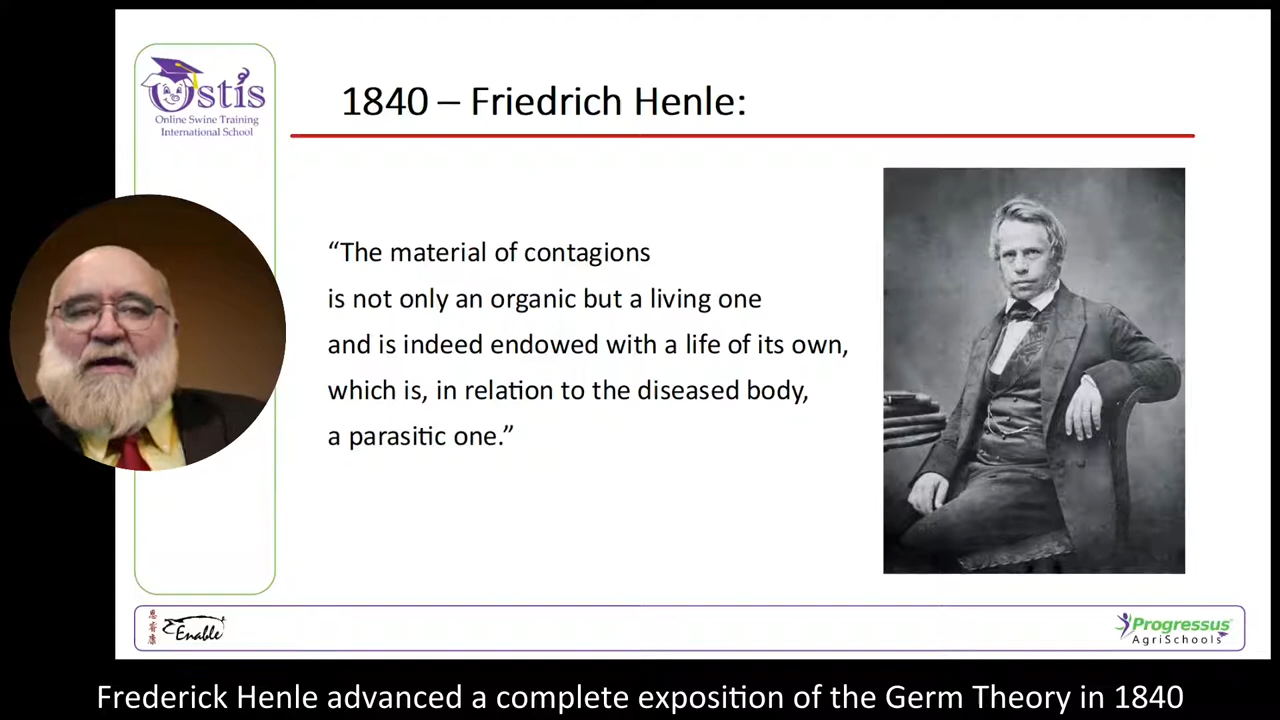 Ostis
Online Swine Training
International School
1840 – Friedrich Henle:
“The material of contagions
is not only an organic but a living one
and is indeed endowed with a life of its own,
which is, in relation to the diseased body,
a parasitic one.”
Enable
Progressus
AgriSchools
Frederick Henle advanced a complete exposition of the Germ Theory in 1840